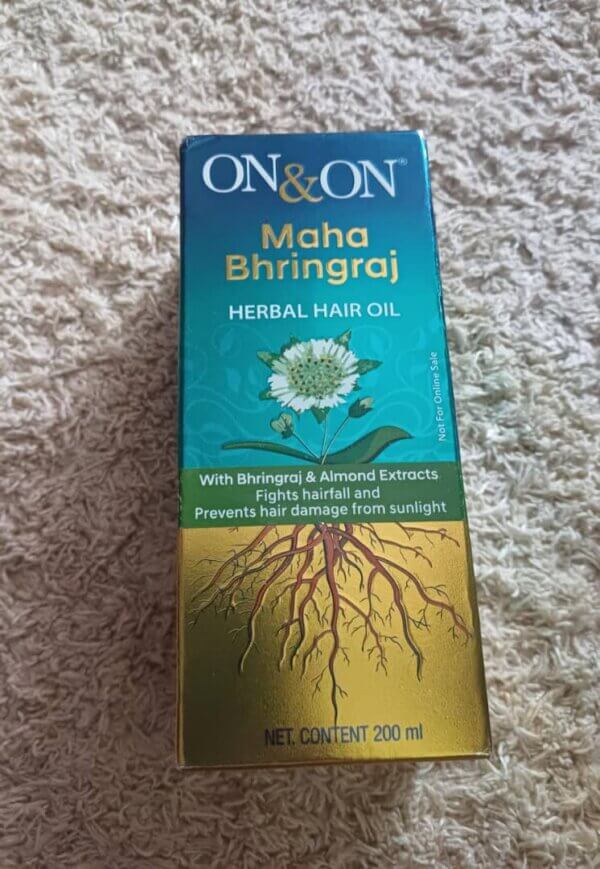 ON&ON®
Maha
Bhringraj
HERBAL HAIR OIL
Not For Online Sale
With Bhringraj & Almond Extracts
Fights hairfall and
Prevents hair damage from sunlight
NET. CONTENT 200 ml